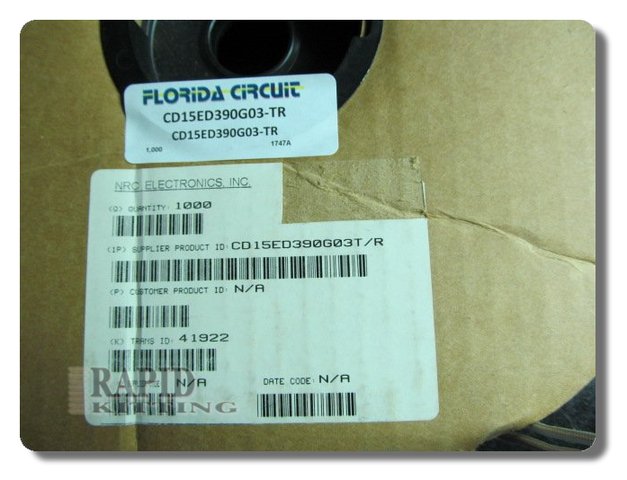 FLORIDA CIRCUIT
CD15ED390G03-TR
CD15ED390G03-TR
1,000 1747A
NRC ELECTRONICS, INC.
(Q) QUANTITY: 1000
(1P) SUPPLIER PRODUCT ID: CD15ED390G03T/R
(P) CUSTOMER PRODUCT ID: N/A
(K) TRANS ID: 41922
N/A DATE CODE: N/A
RAPID
KITTING